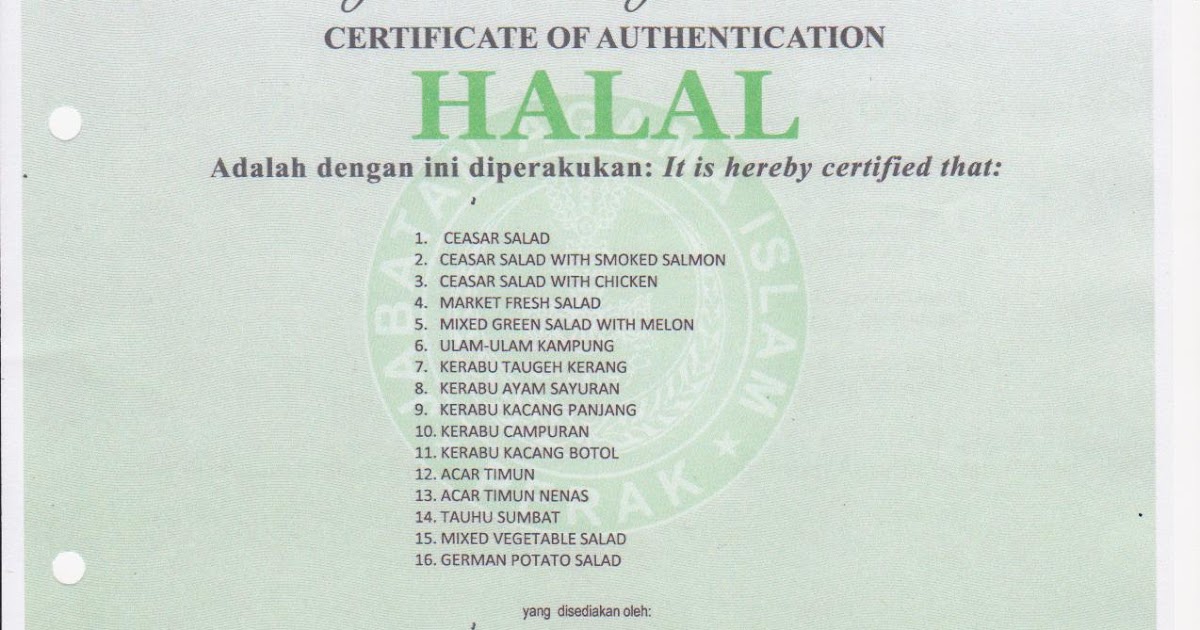 CERTIFICATE OF AUTHENTICATION
HALAL
Adalah dengan ini diperakukan: It is hereby certified that:
1. CEASAR SALAD
2. CEASAR SALAD WITH SMOKED SALMON
3. CEASAR SALAD WITH CHICKEN
4. MARKET FRESH SALAD
5. MIXED GREEN SALAD WITH MELON
6. ULAM-ULAM KAMPUNG
7. KERABU TAUGEH KERANG
8. KERABU AYAM SAYURAN
9. KERABU KACANG PANJANG
10. KERABU CAMPURAN
11. KERABU KACANG BOTOL
12. ACAR TIMUN
13. ACAR TIMUN NENAS
14. TAUHU SUMBAT
15. MIXED VEGETABLE SALAD
16. GERMAN POTATO SALAD
yang disediakan oleh:
JABATAN AGAMA ISLAM